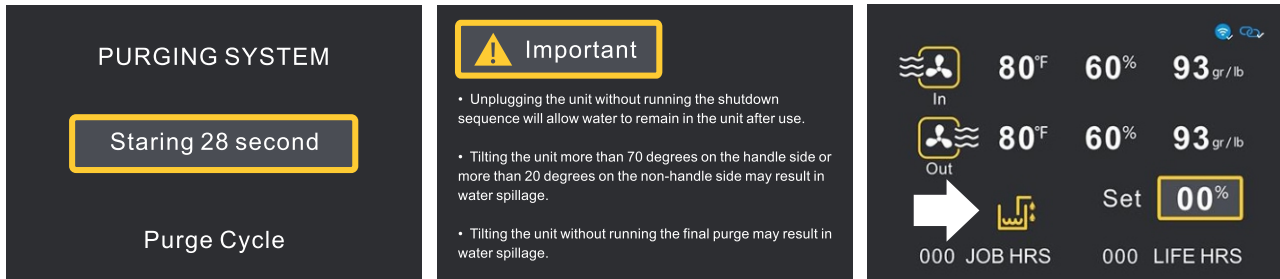 PURGING SYSTEM
Staring 28 second
Purge Cycle
Important
• Unplugging the unit without running the shutdown
sequence will allow water to remain in the unit after use.
• Tilting the unit more than 70 degrees on the handle side or
more than 20 degrees on the non-handle side may result in
water spillage.
• Tilting the unit without running the final purge may result in
water spillage.
80°F 60% 93 gr/lb
In
80°F 60% 93 gr/lb
Out
Set 00%
000 JOB HRS 000 LIFE HRS